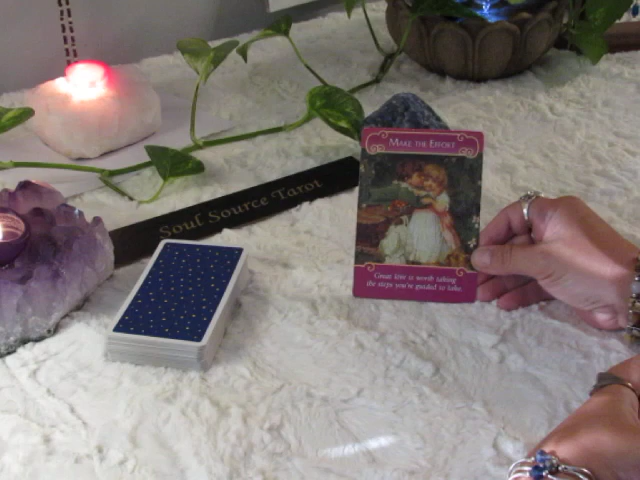 Make the Effort
Soul Source Tarot
Great love is worth taking
the steps you're guided to take.